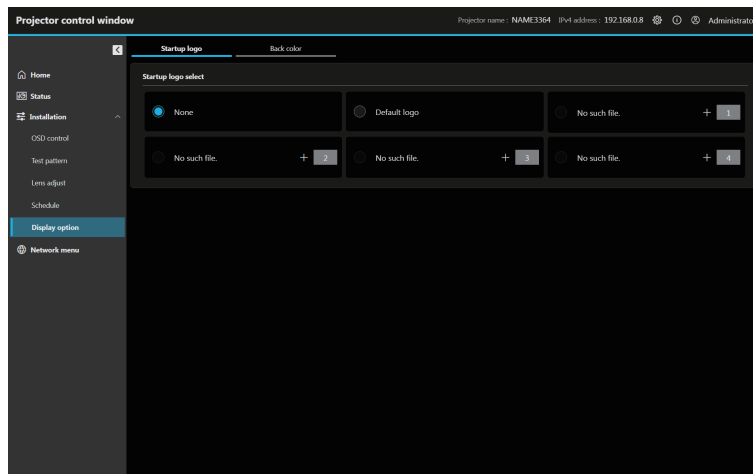 Projector control window
Projector name : NAME3364 IPv4 address : 192.168.0.8 Administrato
Startup logo Back color
Home
Status
Installation
OSD control
Test pattern
Lens adjust
Schedule
Display option
Network menu
Startup logo select
None Default logo No such file. + 1
No such file. + 2 No such file. + 3 No such file. + 4